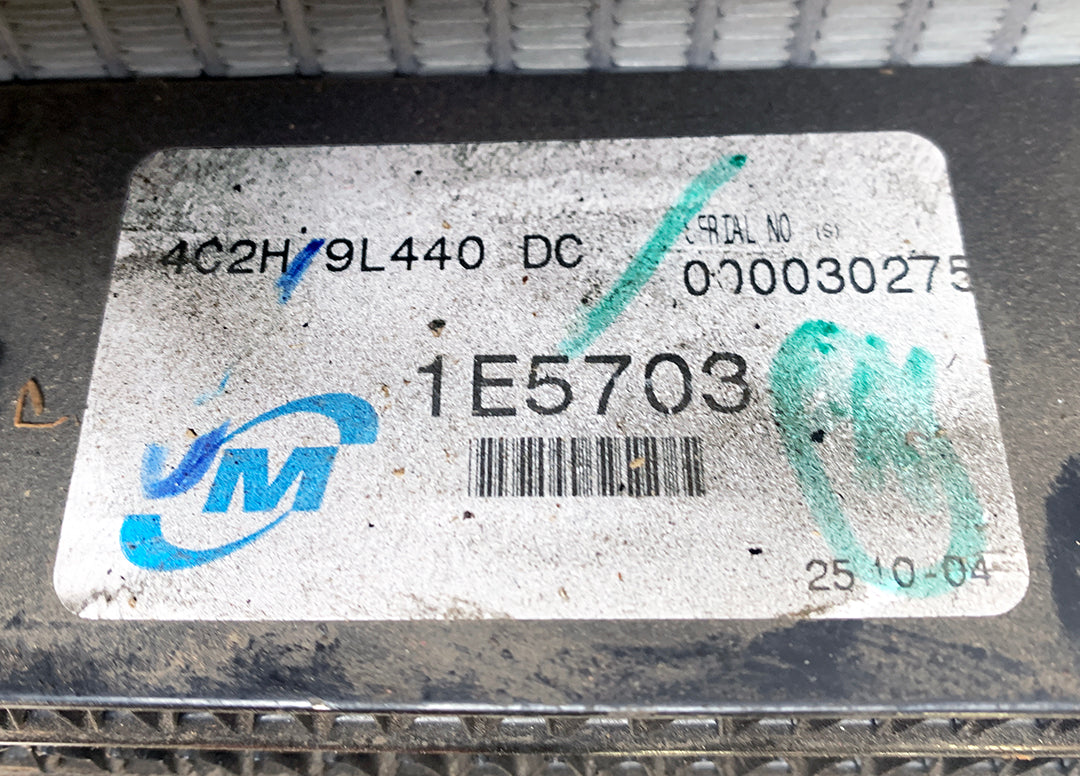 4C2H/9L440 DC
SERIAL NO (S)
000030275
1E5703
M
25 10-04